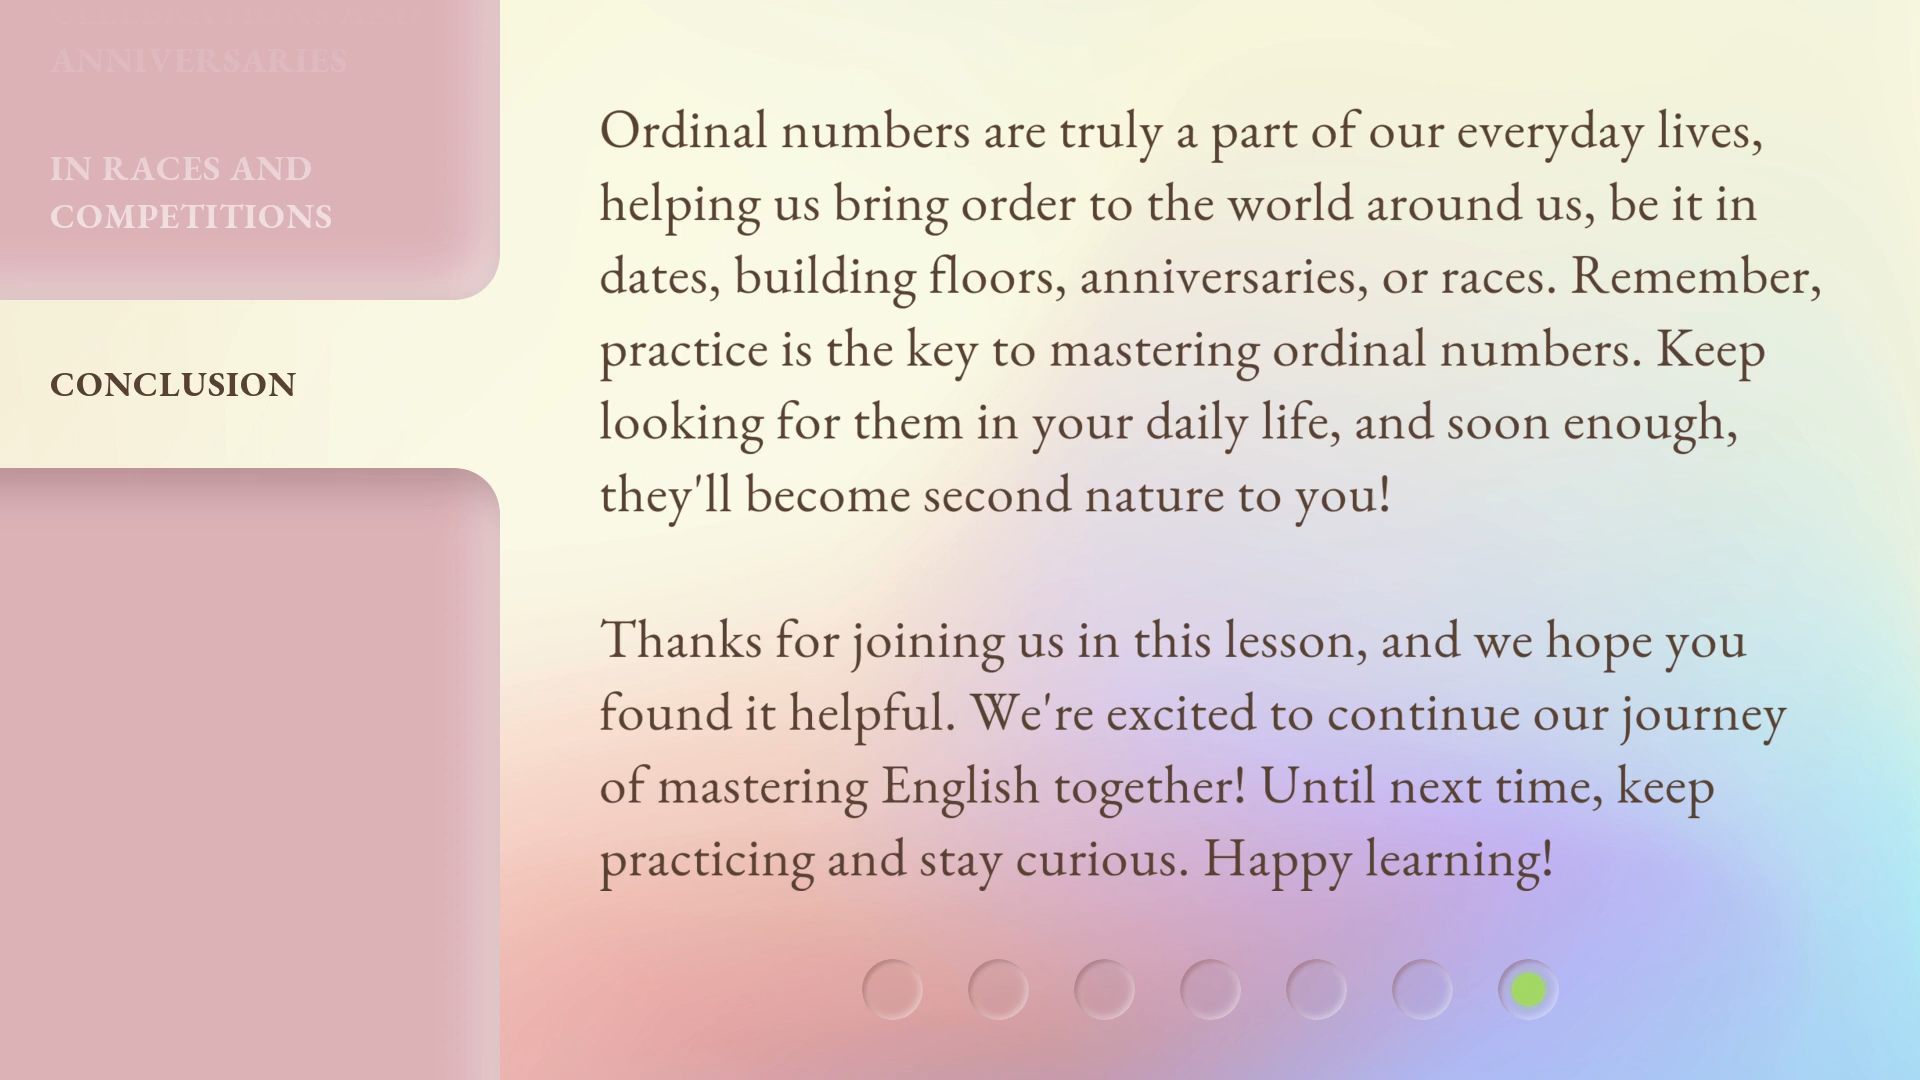 ANNIVERSARIES
IN RACES AND
COMPETITIONS
CONCLUSION
Ordinal numbers are truly a part of our everyday lives,
helping us bring order to the world around us, be it in
dates, building floors, anniversaries, or races. Remember,
practice is the key to mastering ordinal numbers. Keep
looking for them in your daily life, and soon enough,
they'll become second nature to you!
Thanks for joining us in this lesson, and we hope you
found it helpful. We're excited to continue our journey
of mastering English together! Until next time, keep
practicing and stay curious. Happy learning!